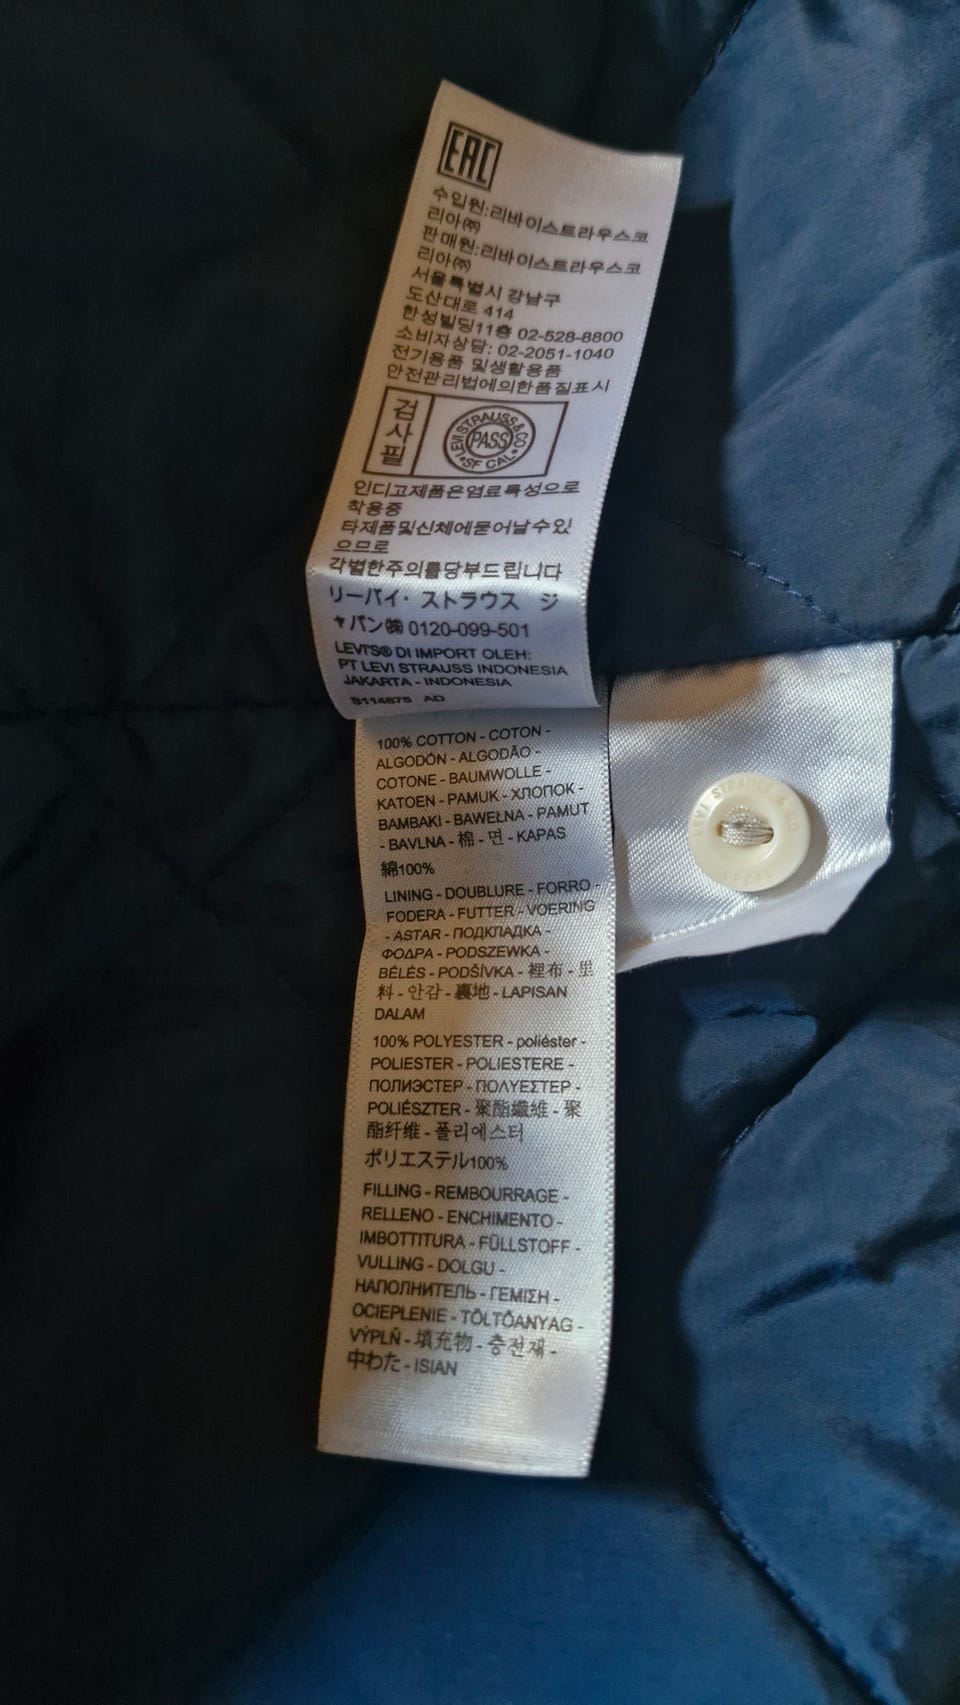 EAC
수입원:리바이스트라우스코
리아㈜
판매원:리바이스트라우스코
리아㈜
서울특별시 강남구
도산대로 414
한성빌딩11층 02-528-8800
소비자상담: 02-2051-1040
전기용품 및생활용품
안전관리법에의한품질표시
검사필
LEVI STRAUSS & CO
PASS
SF CAL
인디고제품은염료특성으로
착용중
타제품및신체에묻어날수있
으므로
각별한주의를당부드립니다
リーバイ・ストラウス ジ
ャパン㈱ 0120-099-501
LEVI'S® DI IMPORT OLEH:
PT LEVI STRAUSS INDONESIA
JAKARTA - INDONESIA
S114675 AD
100% COTTON - COTON -
ALGODÓN - ALGODÃO -
COTONE - BAUMWOLLE -
KATOEN - PAMUK - ХЛОПОК -
BAMBAKI - BAWEŁNA - PAMUT
- BAVLNA - 棉 - 면 - KAPAS
綿100%
LINING - DOUBLURE - FORRO -
FODERA - FUTTER - VOERING
- ASTAR - ПОДКЛАДКА -
ΦΟΔΡΑ - PODSZEWKA -
BÉLÉS - PODŠÍVKA - 裡布 - 里
料 - 안감 - 裏地 - LAPISAN
DALAM
100% POLYESTER - poliéster -
POLIESTER - POLIESTERE -
ПОЛИЭСТЕР - ΠΟΛΥΕΣΤΕΡ -
POLIÉSZTER - 聚酯纖維 - 聚
酯纤维 - 폴리에스터
ポリエステル100%
FILLING - REMBOURRAGE -
RELLENO - ENCHIMENTO -
IMBOTTITURA - FÜLLSTOFF -
VULLING - DOLGU -
НАПОЛНИТЕЛЬ - ΓΕΜΙΣΗ -
OCIEPLENIE - TÖLTŐANYAG -
VÝPLŇ - 填充物 - 충전재 -
中わた - ISIAN
LEVI STRAUSS & CO
SFCAL